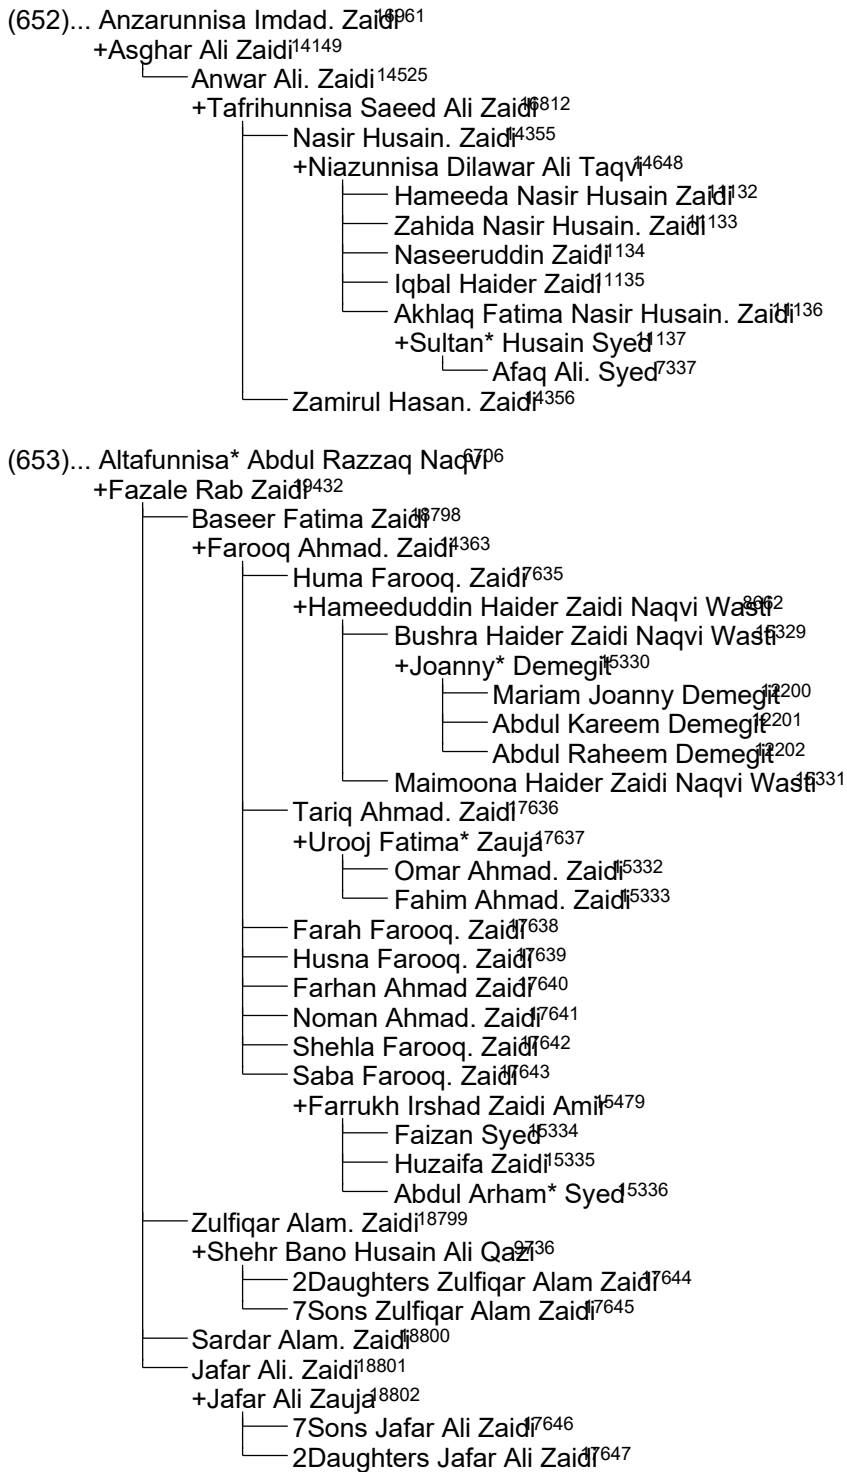 (652)... Anzarunnisa Imdad. Zaidi16961
+Asghar Ali Zaidi14149
Anwar Ali. Zaidi14525
+Tafrihunnisa Saeed Ali Zaidi16812
Nasir Husain. Zaidi14355
+Niazunnisa Dilawar Ali Taqvi14648
Hameeda Nasir Husain Zaidi11132
Zahida Nasir Husain. Zaidi11133
Naseeruddin Zaidi11134
Iqbal Haider Zaidi11135
Akhlaq Fatima Nasir Husain. Zaidi11136
+Sultan* Husain Syed11137
Afaq Ali. Syed7337
Zamirul Hasan. Zaidi14356
(653)... Altafunnisa* Abdul Razzaq Naqvi6706
+Fazale Rab Zaidi19432
Baseer Fatima Zaidi18798
+Farooq Ahmad. Zaidi14363
Huma Farooq. Zaidi17635
+Hameeduddin Haider Zaidi Naqvi Wasti8662
Bushra Haider Zaidi Naqvi Wasti15329
+Joanny* Demegit15330
Mariam Joanny Demegit12200
Abdul Kareem Demegit12201
Abdul Raheem Demegit12202
Maimoona Haider Zaidi Naqvi Wasti15331
Tariq Ahmad. Zaidi17636
+Urooj Fatima* Zauja17637
Omar Ahmad. Zaidi15332
Fahim Ahmad. Zaidi15333
Farah Farooq. Zaidi17638
Husna Farooq. Zaidi17639
Farhan Ahmad Zaidi17640
Noman Ahmad. Zaidi17641
Shehla Farooq. Zaidi17642
Saba Farooq. Zaidi17643
+Farrukh Irshad Zaidi Amir15479
Faizan Syed15334
Huzaifa Zaidi15335
Abdul Arham* Syed15336
Zulfiqar Alam. Zaidi18799
+Shehr Bano Husain Ali Qazi9736
2Daughters Zulfiqar Alam Zaidi17644
7Sons Zulfiqar Alam Zaidi17645
Sardar Alam. Zaidi18800
Jafar Ali. Zaidi18801
+Jafar Ali Zauja18802
7Sons Jafar Ali Zaidi17646
2Daughters Jafar Ali Zaidi17647